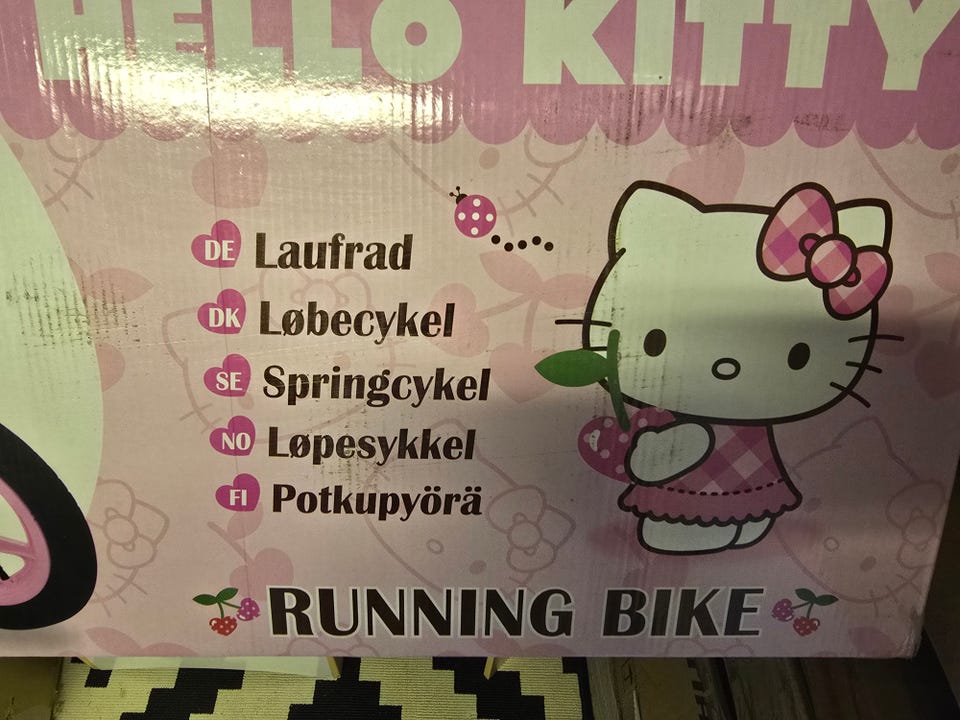 HELLO KITTY
DE Laufrad
DK Løbecykel
SE Springcykel
NO Løpesykkel
FI Potkupyörä
RUNNING BIKE